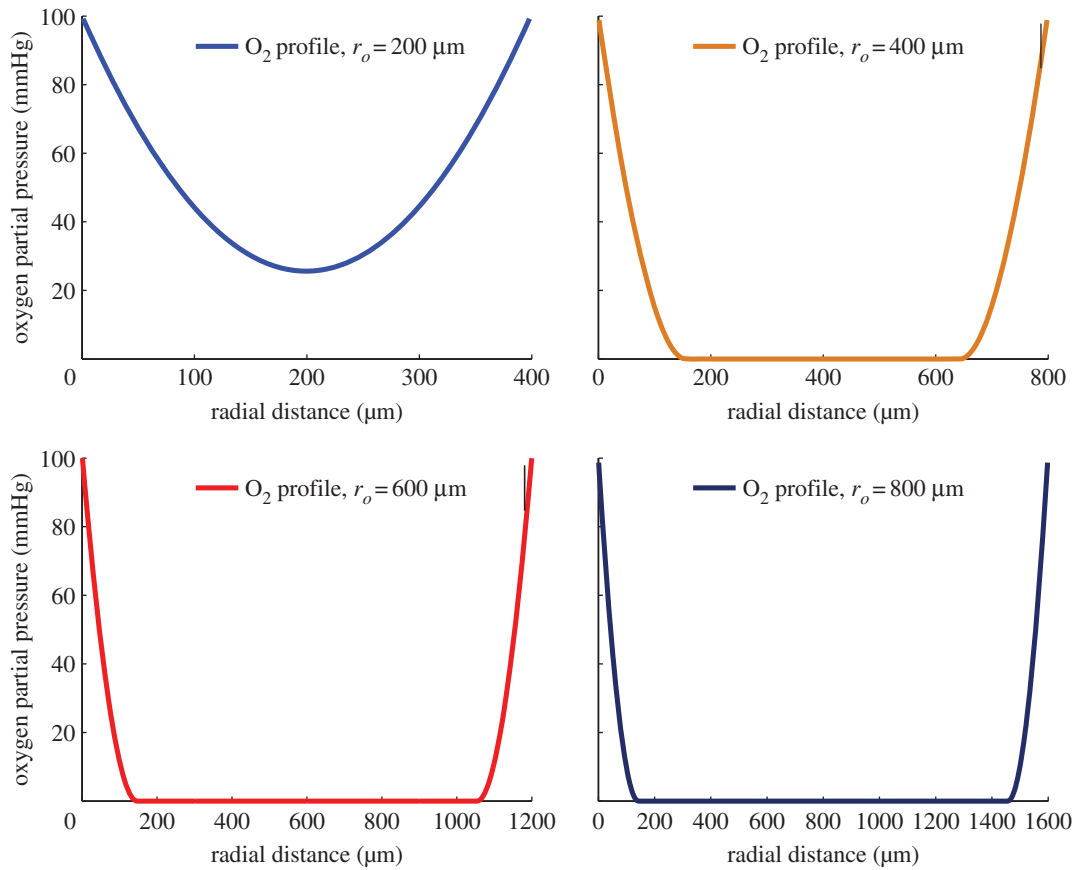 100
80
60
40
20
oxygen partial pressure (mmHg)
O₂ profile, rₒ = 200 µm
0 100 200 300 400
radial distance (µm)
O₂ profile, rₒ = 400 µm
0 200 400 600 800
radial distance (µm)
100
80
60
40
20
oxygen partial pressure (mmHg)
O₂ profile, rₒ = 600 µm
0 200 400 600 800 1000 1200
radial distance (µm)
O₂ profile, rₒ = 800 µm
0 200 400 600 800 1000 1200 1400 1600
radial distance (µm)